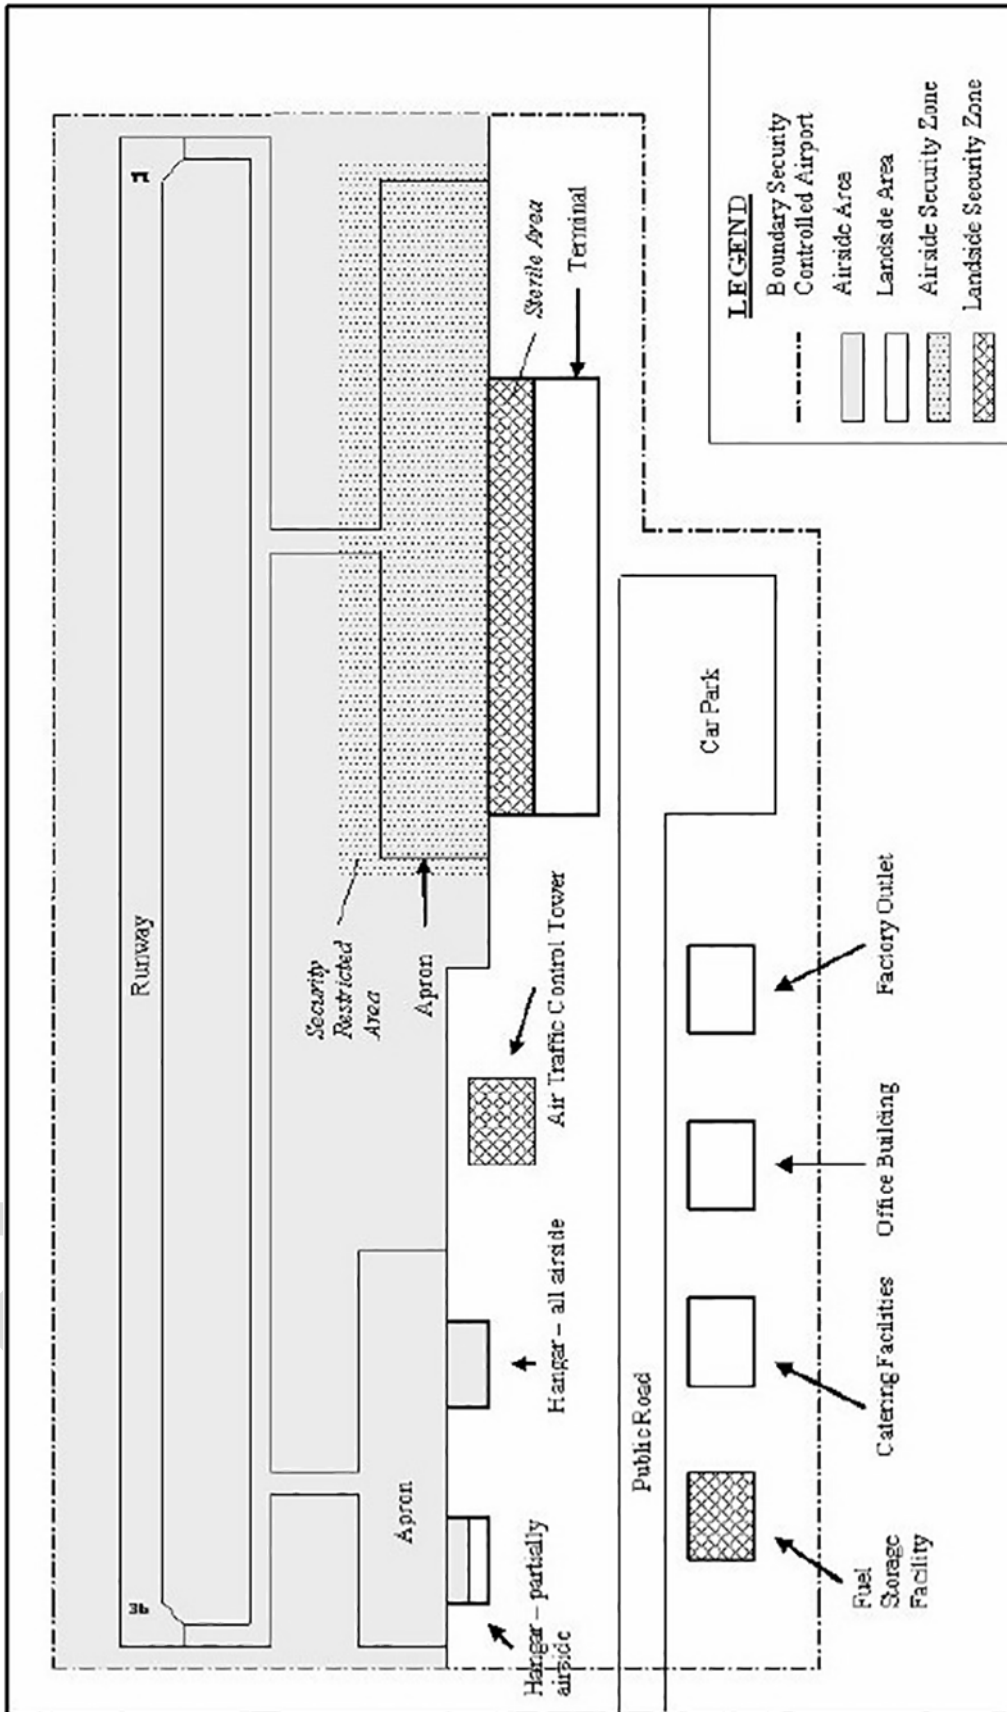 Runway
Security
Restricted
Area
Apron
Sterile Area
Terminal
Air Traffic Control Tower
Apron
Hangar – all airside
Hangar – partially
airside
Public Road
Car Park
Fuel
Storage
Facility
Catering Facilities
Office Building
Factory Outlet
LEGEND
Boundary Security
Controlled Airport
Airside Area
Landside Area
Airside Security Zone
Landside Security Zone